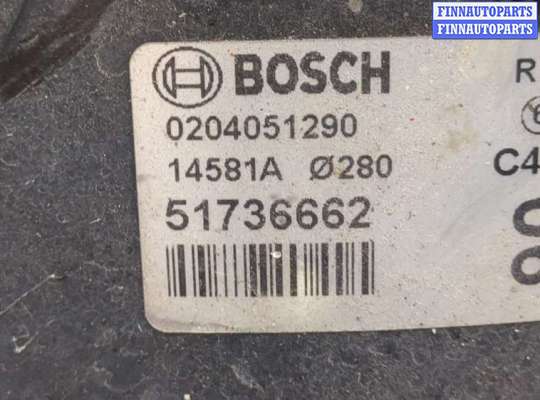 FINNAUTOPARTS
FINNAUTOPARTS
BOSCH
0204051290
14581A Ø280
51736662
R
C4